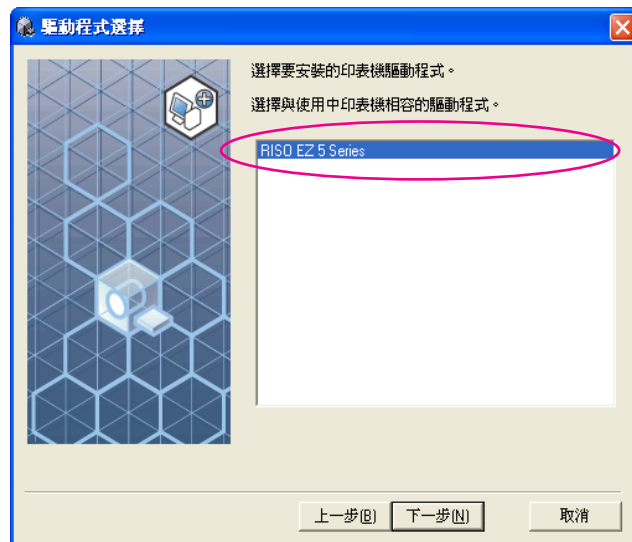 驅動程式選擇
選擇要安裝的印表機驅動程式。
選擇與使用中印表機相容的驅動程式。
RISO EZ 5 Series
上一步(B) 下一步(N) 取消